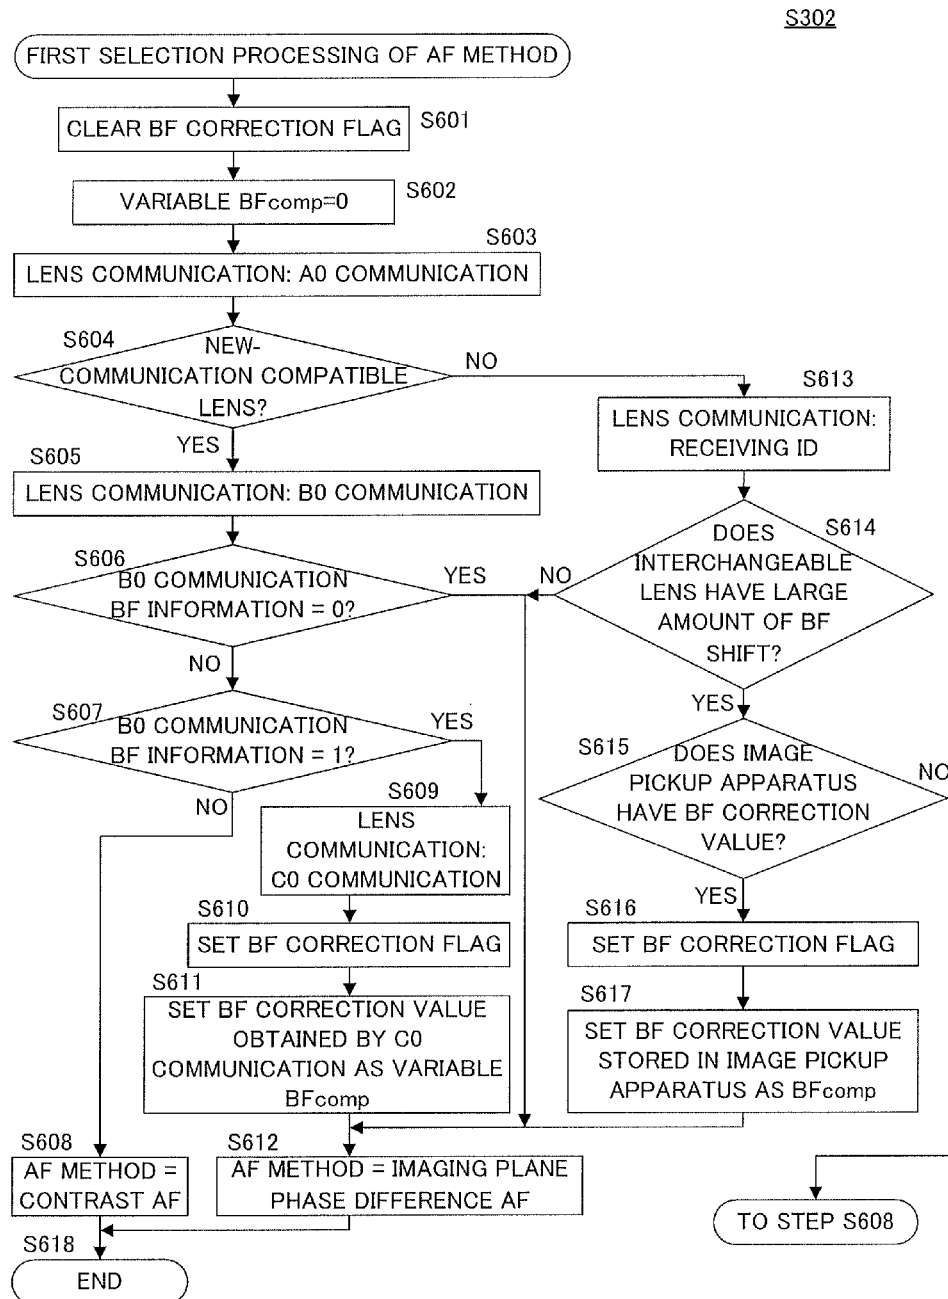 S302
FIRST SELECTION PROCESSING OF AF METHOD
CLEAR BF CORRECTION FLAG
S601
VARIABLE BFcomp=0
S602
S603
LENS COMMUNICATION: A0 COMMUNICATION
S604
NEW-
COMMUNICATION COMPATIBLE
LENS?
NO
YES
S613
LENS COMMUNICATION:
RECEIVING ID
S605
LENS COMMUNICATION: B0 COMMUNICATION
S614
DOES
INTERCHANGEABLE
LENS HAVE LARGE
AMOUNT OF BF
SHIFT?
NO
YES
S606
B0 COMMUNICATION
BF INFORMATION = 0?
YES
NO
S607
B0 COMMUNICATION
BF INFORMATION = 1?
YES
NO
S615
DOES IMAGE
PICKUP APPARATUS
HAVE BF CORRECTION
VALUE?
NO
YES
S609
LENS
COMMUNICATION:
C0 COMMUNICATION
S610
SET BF CORRECTION FLAG
S616
SET BF CORRECTION FLAG
S611
SET BF CORRECTION VALUE
OBTAINED BY C0
COMMUNICATION AS VARIABLE
BFcomp
S617
SET BF CORRECTION VALUE
STORED IN IMAGE PICKUP
APPARATUS AS BFcomp
S608
AF METHOD =
CONTRAST AF
S612
AF METHOD = IMAGING PLANE
PHASE DIFFERENCE AF
TO STEP S608
S618
END